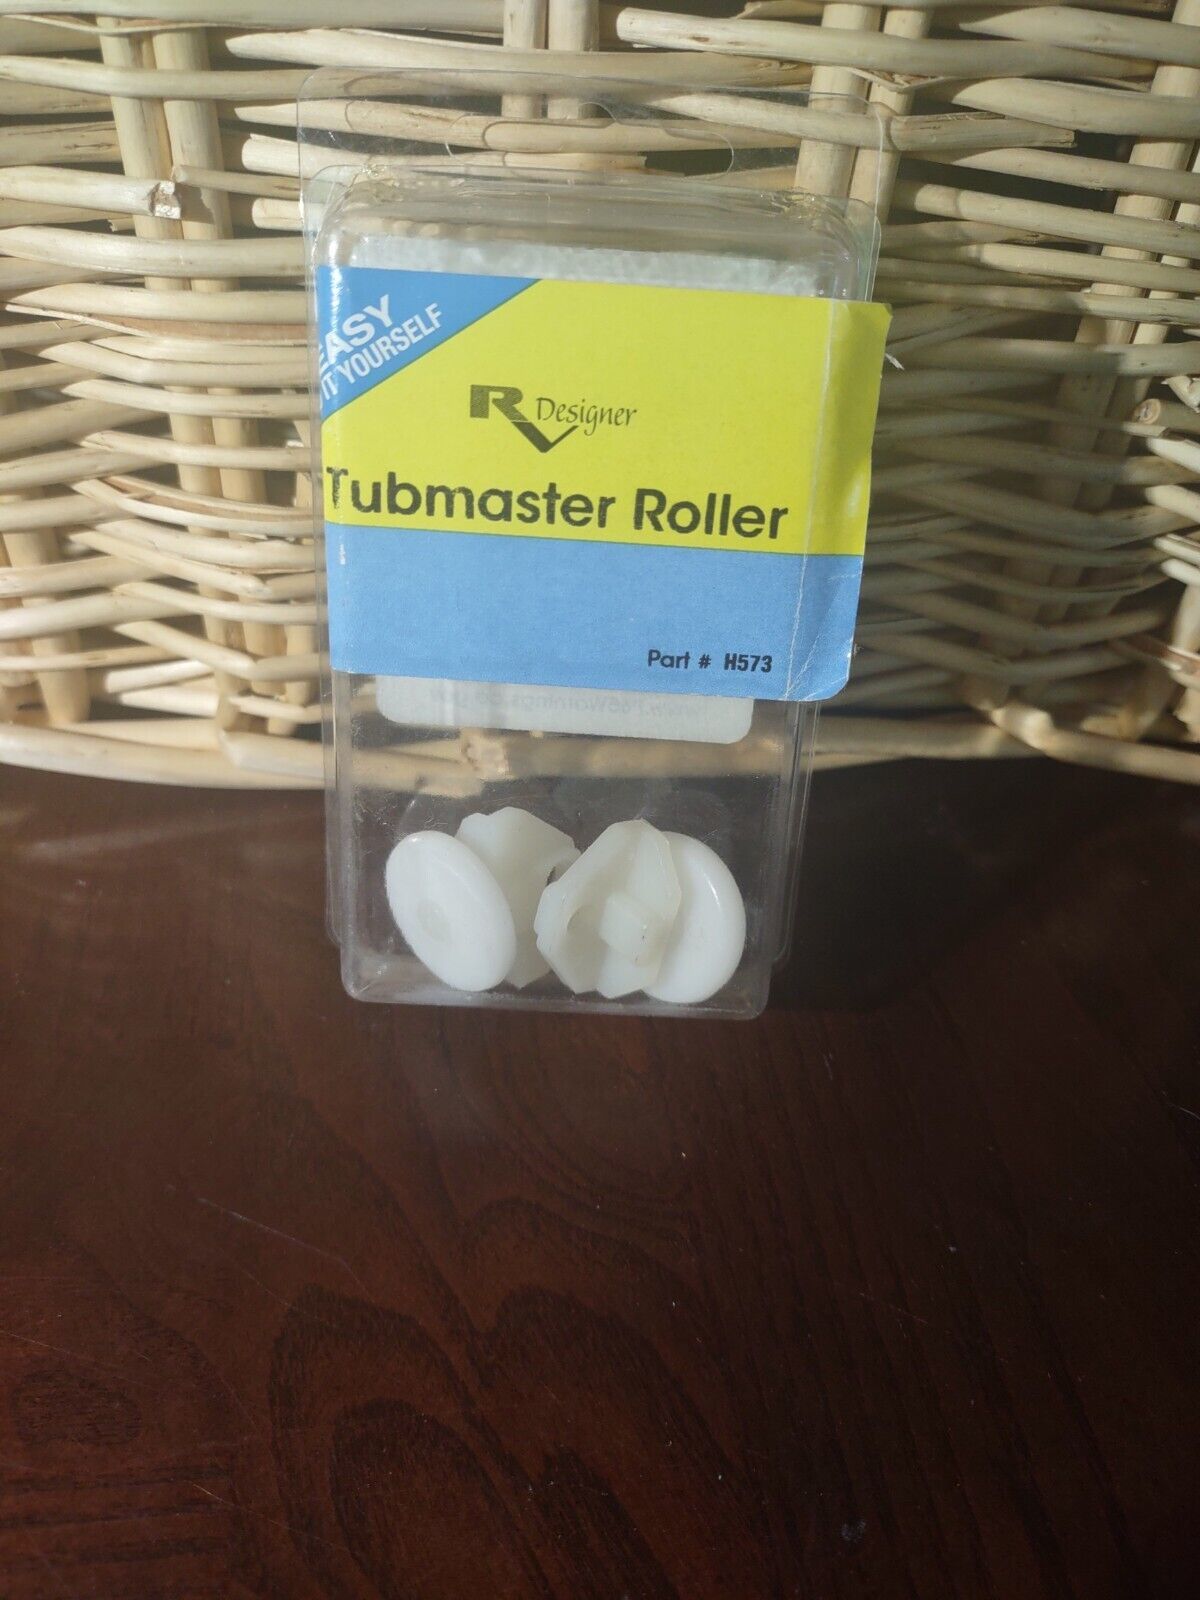 EASY
IT YOURSELF
RV Designer
Tubmaster Roller
Part # H573